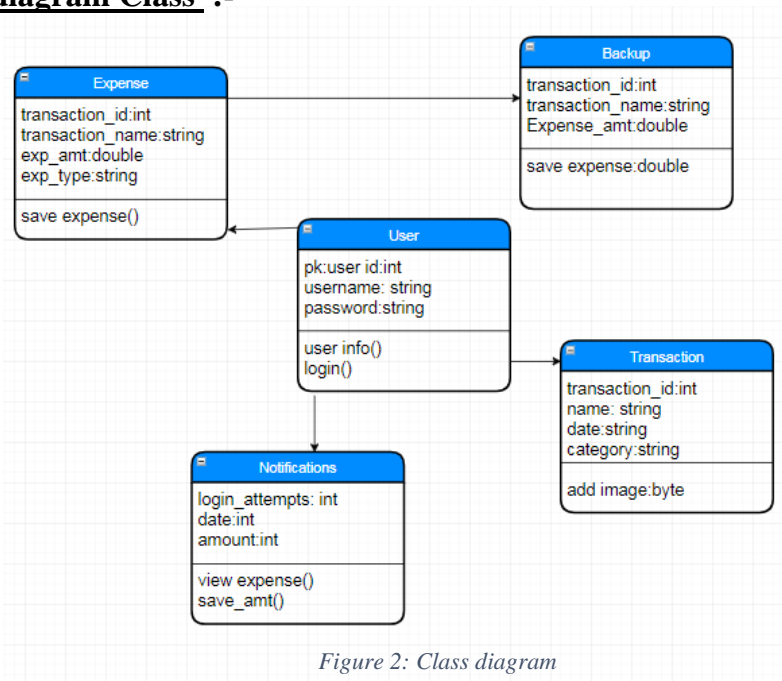 diagram Class :-
Expense
transaction_id:int
transaction_name:string
exp_amt:double
exp_type:string
save expense()
Backup
transaction_id:int
transaction_name:string
Expense_amt:double
save expense:double
User
pk:user id:int
username: string
password:string
user info()
login()
Transaction
transaction_id:int
name: string
date:string
category:string
add image:byte
Notifications
login_attempts: int
date:int
amount:int
view expense()
save_amt()
Figure 2: Class diagram